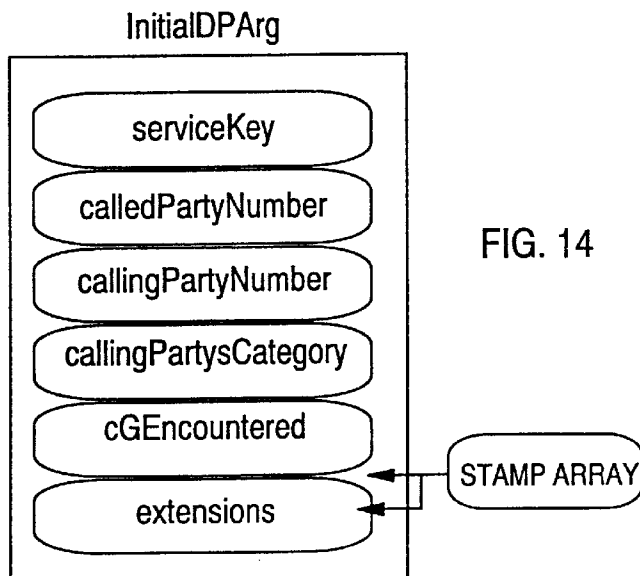 InitialDPArg
serviceKey
calledPartyNumber
callingPartyNumber
callingPartysCategory
cGEncountered
extensions
STAMP ARRAY
FIG. 14